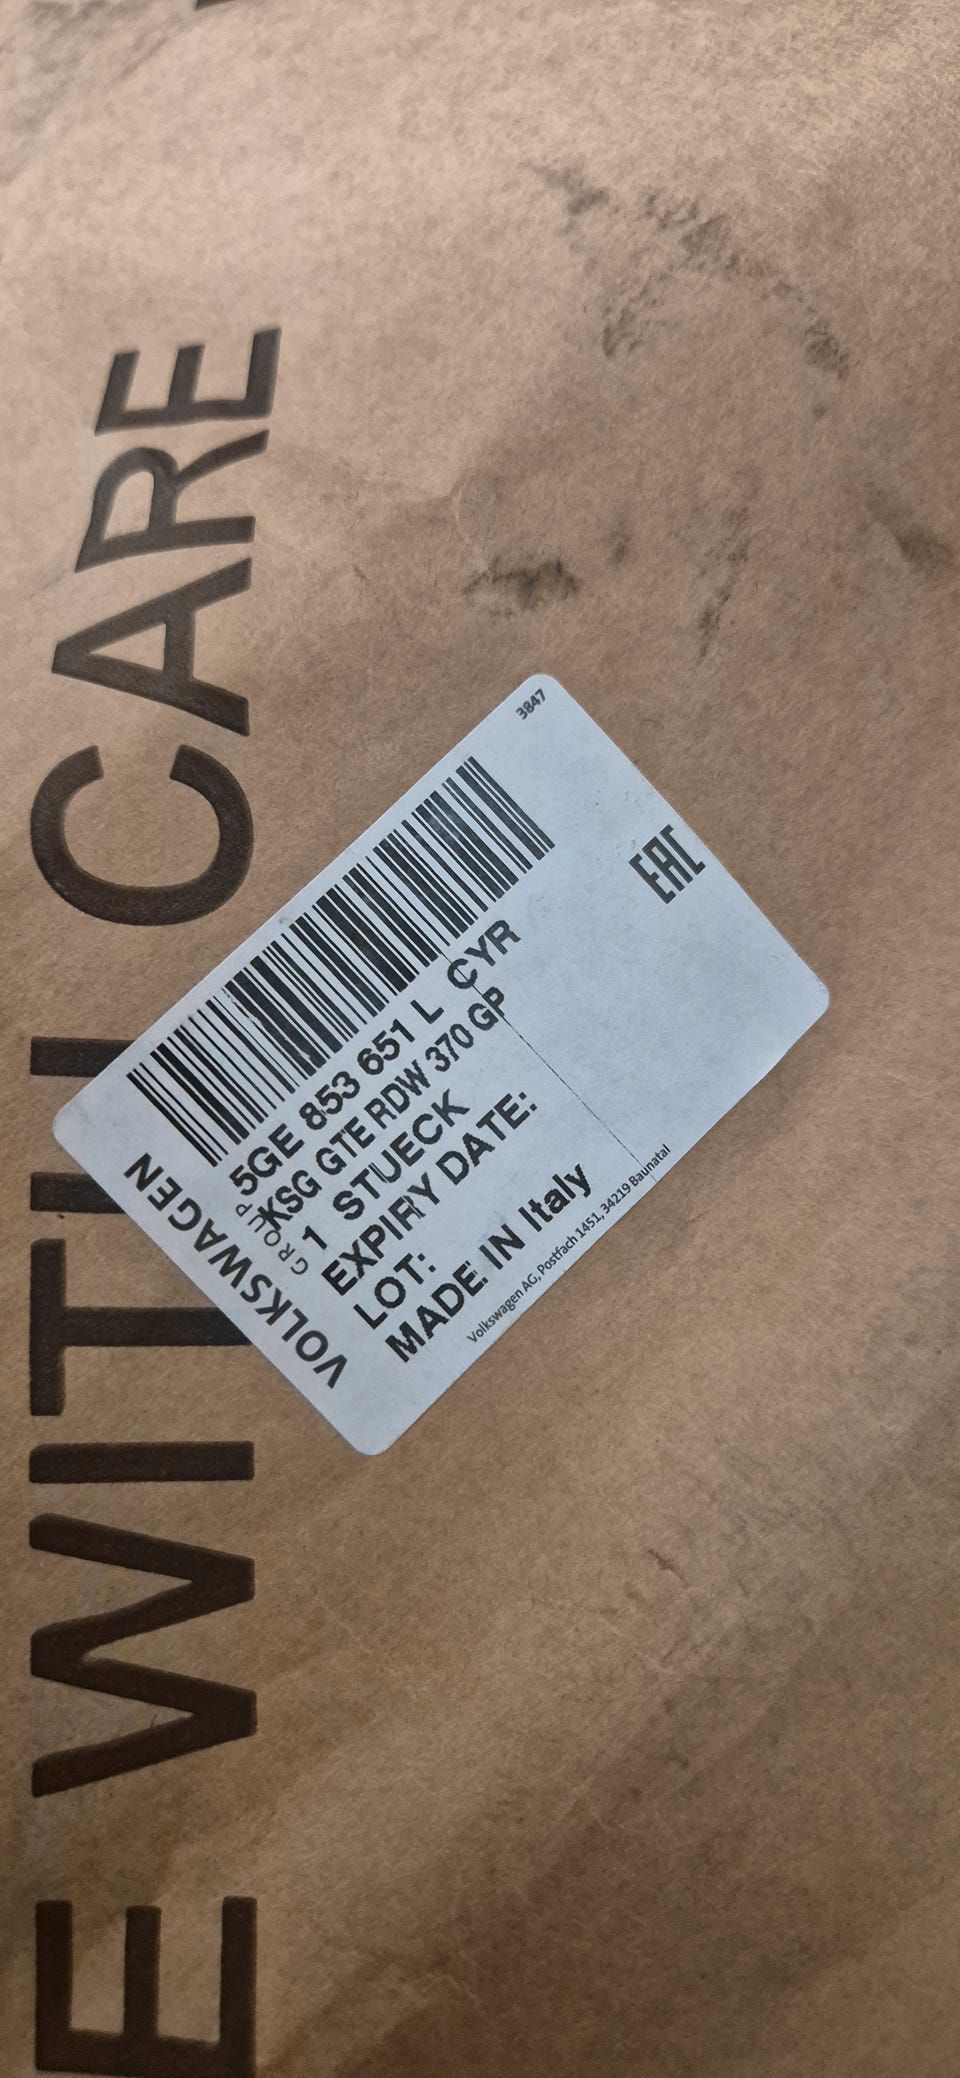 E WITH CARE
VOLKSWAGEN
GROUP
5GE 853 651 L CYR
KSG GTE RDW 370 GP
1 STUECK
EXPIRY DATE:
LOT:
MADE IN Italy
Volkswagen AG, Postfach 1451, 34219 Baunatal
3847
EAC